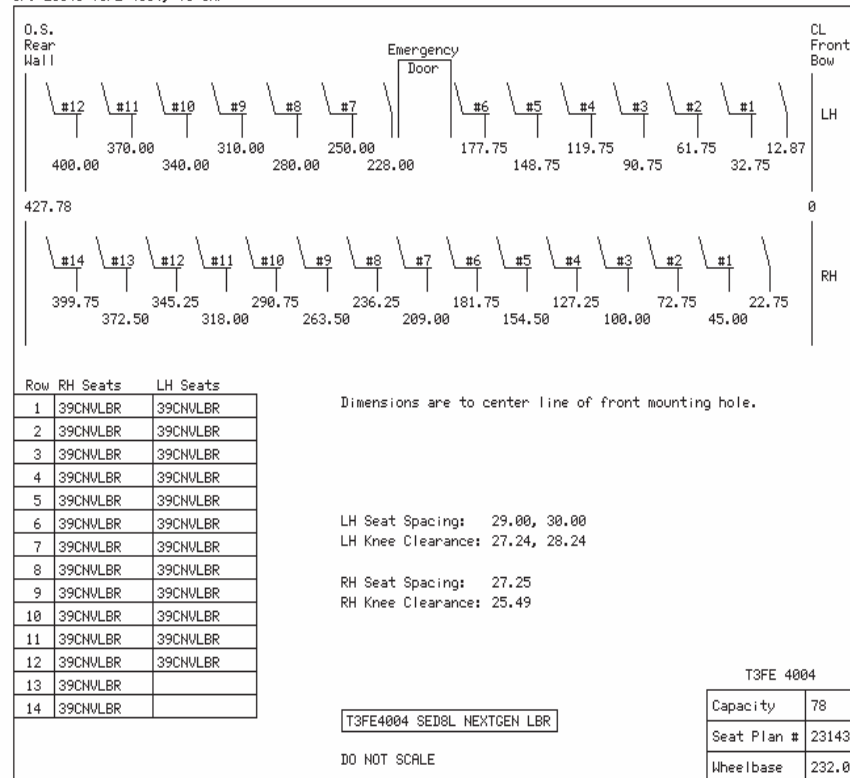 O.S.
Rear
Wall
CL
Front
Bow
Emergency
Door
#12 #11 #10 #9 #8 #7 #6 #5 #4 #3 #2 #1
LH
370.00 310.00 250.00 177.75 119.75 61.75 12.87
400.00 340.00 280.00 228.00 148.75 90.75 32.75
427.78 0
#14 #13 #12 #11 #10 #9 #8 #7 #6 #5 #4 #3 #2 #1
RH
399.75 345.25 290.75 236.25 181.75 127.25 72.75 22.75
372.50 318.00 263.50 209.00 154.50 100.00 45.00
Row RH Seats LH Seats
1 39CNVLBR 39CNVLBR
2 39CNVLBR 39CNVLBR
3 39CNVLBR 39CNVLBR
4 39CNVLBR 39CNVLBR
5 39CNVLBR 39CNVLBR
6 39CNVLBR 39CNVLBR
7 39CNVLBR 39CNVLBR
8 39CNVLBR 39CNVLBR
9 39CNVLBR 39CNVLBR
10 39CNVLBR 39CNVLBR
11 39CNVLBR 39CNVLBR
12 39CNVLBR 39CNVLBR
13 39CNVLBR
14 39CNVLBR
Dimensions are to center line of front mounting hole.
LH Seat Spacing: 29.00, 30.00
LH Knee Clearance: 27.24, 28.24
RH Seat Spacing: 27.25
RH Knee Clearance: 25.49
T3FE4004 SED8L NEXTGEN LBR
DO NOT SCALE
T3FE 4004
Capacity 78
Seat Plan # 23143
Wheelbase 232.0